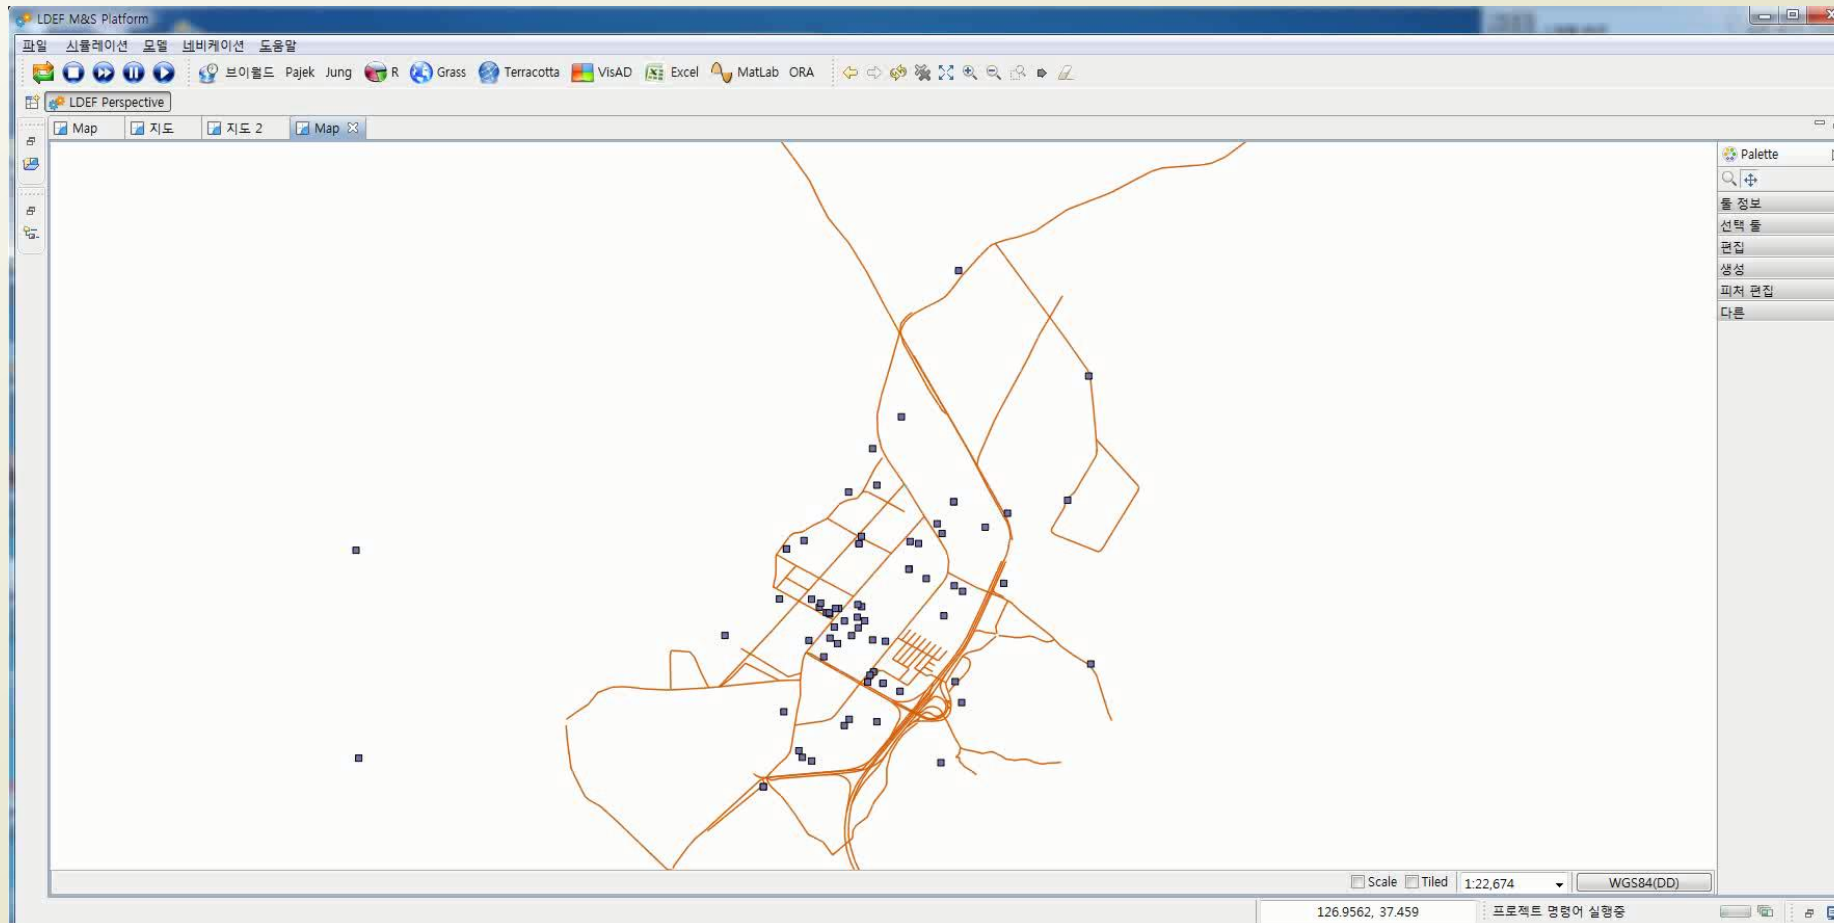 LDEF M&S Platform
파일 시뮬레이션 모델 네비케이션 도움말
브이월드 Pajek Jung R Grass Terracotta VisAD Excel MatLab ORA
LDEF Perspective
Map 지도 지도 2 Map
Palette
툴 정보
선택 툴
편집
생성
피처 편집
다른
Scale Tiled 1:22,674 WGS84(DD)
126.9562, 37.459 프로젝트 명령어 실행중